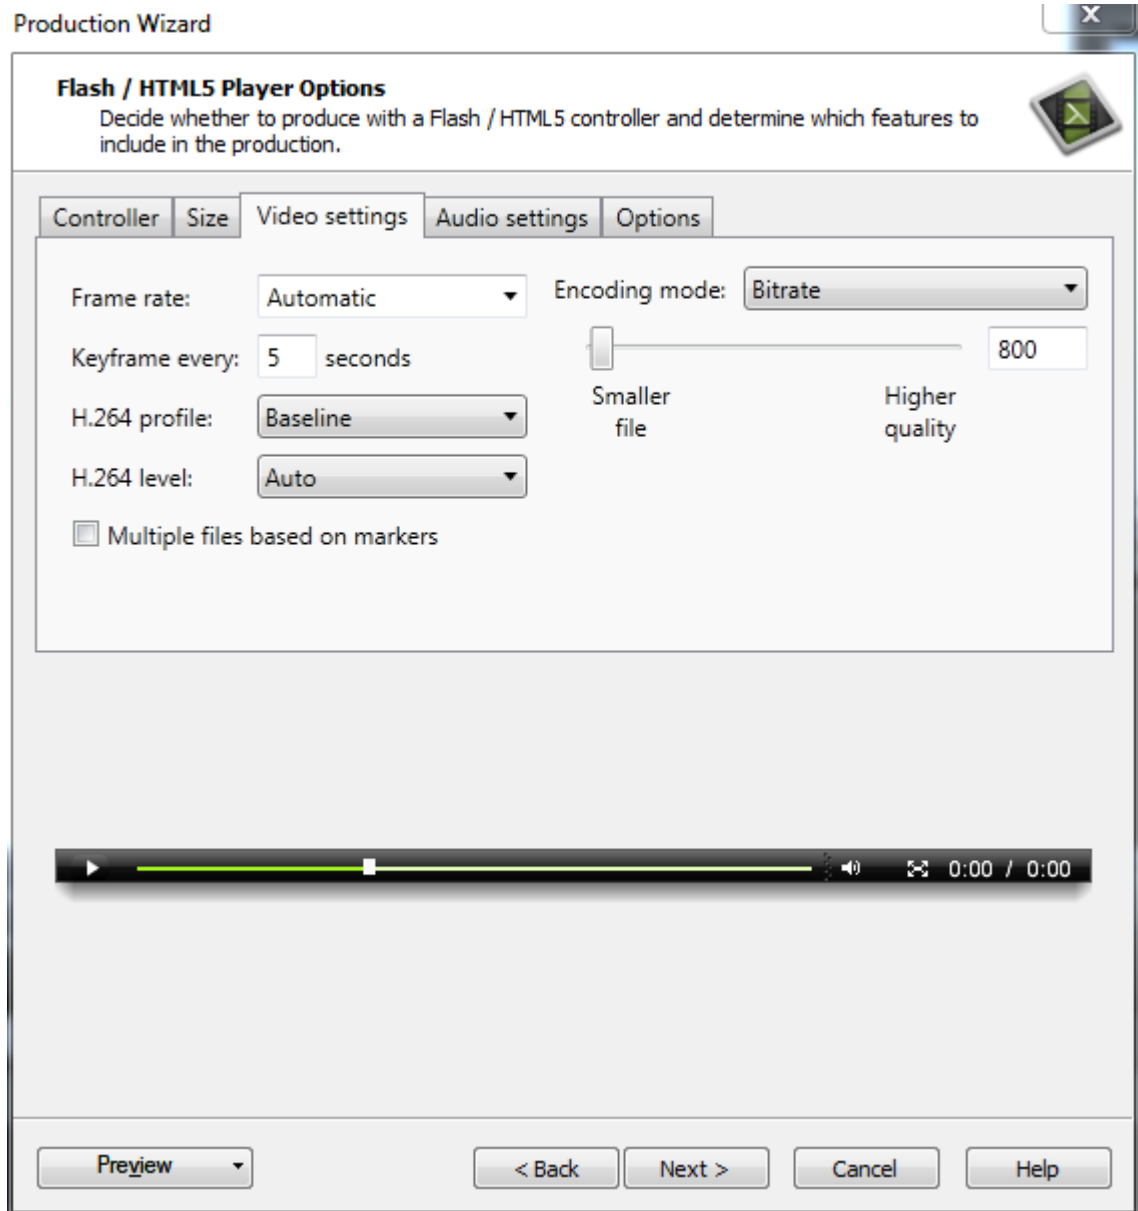 Production Wizard
X
Flash / HTML5 Player Options
Decide whether to produce with a Flash / HTML5 controller and determine which features to
include in the production.
Controller Size Video settings Audio settings Options
Frame rate: Automatic Encoding mode: Bitrate
Keyframe every: 5 seconds 800
Smaller Higher
file quality
H.264 profile: Baseline
H.264 level: Auto
Multiple files based on markers
0:00 / 0:00
Preview < Back Next > Cancel Help